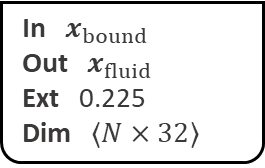 In x_bound
Out x_fluid
Ext 0.225
Dim ⟨N × 32⟩